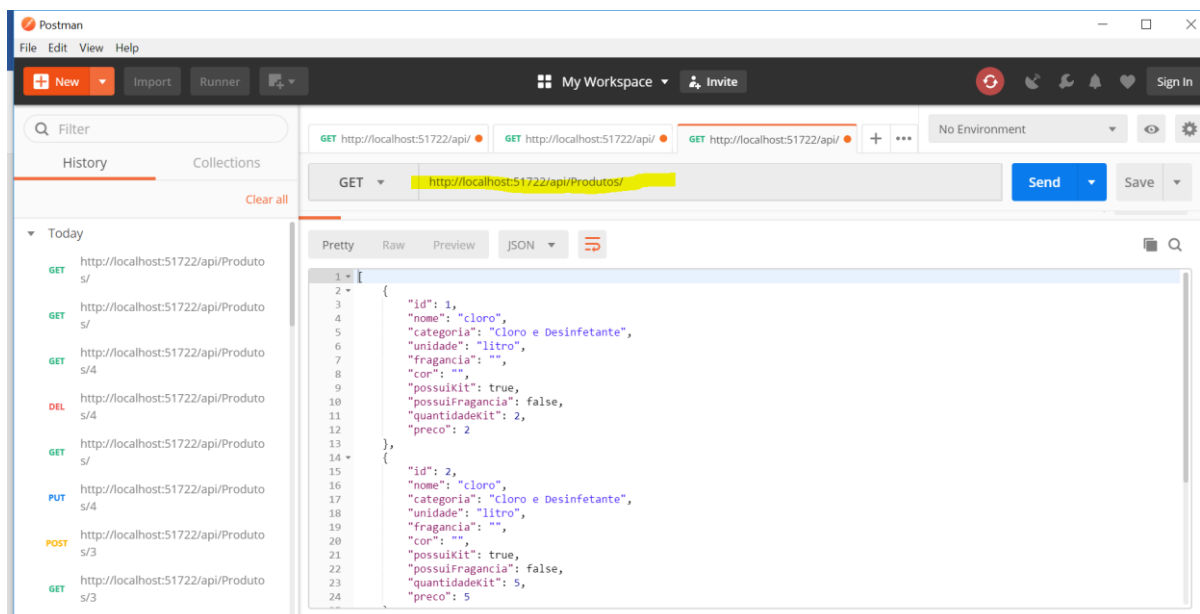 Postman
File Edit View Help
New Import Runner My Workspace Invite Sign In
Filter
History Collections
Clear all
Today
GET http://localhost:51722/api/Produto
s/
GET http://localhost:51722/api/Produto
s/
GET http://localhost:51722/api/Produto
s/4
DEL http://localhost:51722/api/Produto
s/4
GET http://localhost:51722/api/Produto
s/
PUT http://localhost:51722/api/Produto
s/4
POST http://localhost:51722/api/Produto
s/3
GET http://localhost:51722/api/Produto
s/3
GET http://localhost:51722/api/ GET http://localhost:51722/api/ GET http://localhost:51722/api/ + ••• No Environment
GET http://localhost:51722/api/Produtos/ Send Save
Pretty Raw Preview JSON
1 [
2 {
3 "id": 1,
4 "nome": "cloro",
5 "categoria": "Cloro e Desinfetante",
6 "unidade": "litro",
7 "fragancia": "",
8 "cor": "",
9 "possuiKit": true,
10 "possuiFragancia": false,
11 "quantidadeKit": 2,
12 "preco": 2
13 },
14 {
15 "id": 2,
16 "nome": "cloro",
17 "categoria": "Cloro e Desinfetante",
18 "unidade": "litro",
19 "fragancia": "",
20 "cor": "",
21 "possuiKit": true,
22 "possuiFragancia": false,
23 "quantidadeKit": 5,
24 "preco": 5